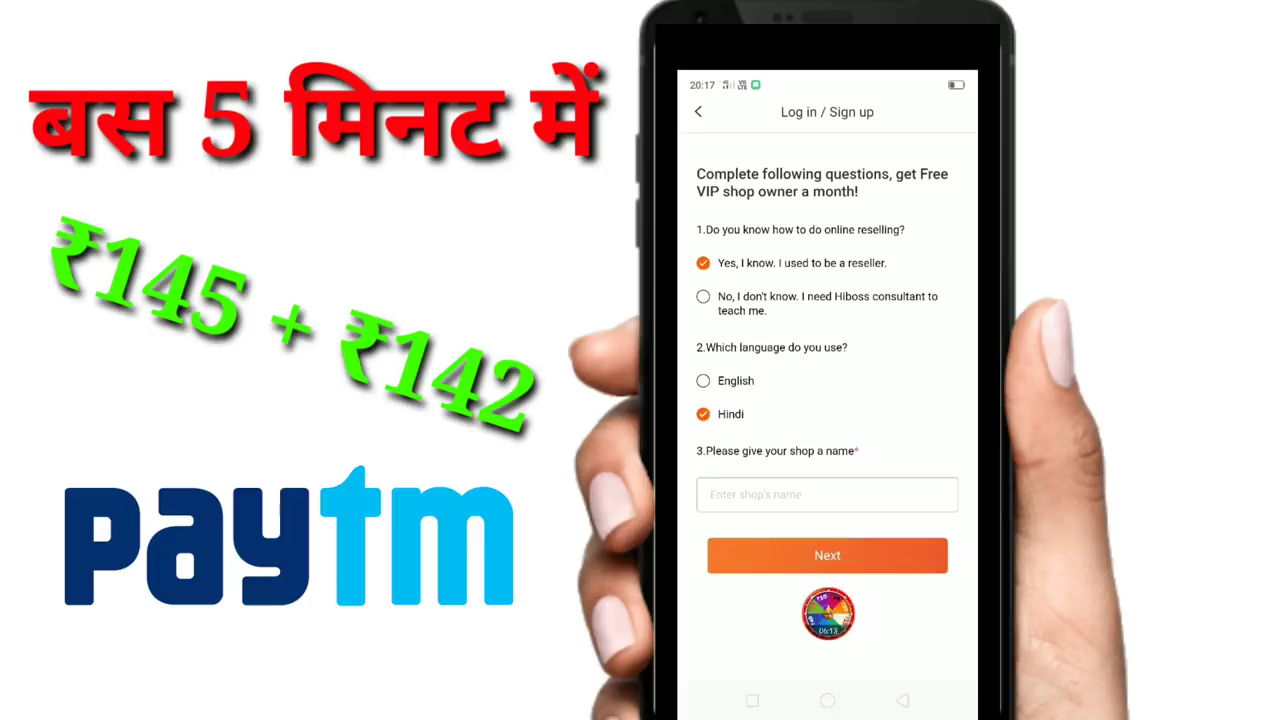 बस 5 मिनट में
₹145 + ₹142
paytm
20:17
Log in / Sign up
Complete following questions, get Free
VIP shop owner a month!
1.Do you know how to do online reselling?
Yes, I know. I used to be a reseller.
No, I don't know. I need Hiboss consultant to
teach me.
2.Which language do you use?
English
Hindi
3.Please give your shop a name*
Enter shop's name
Next
06:13